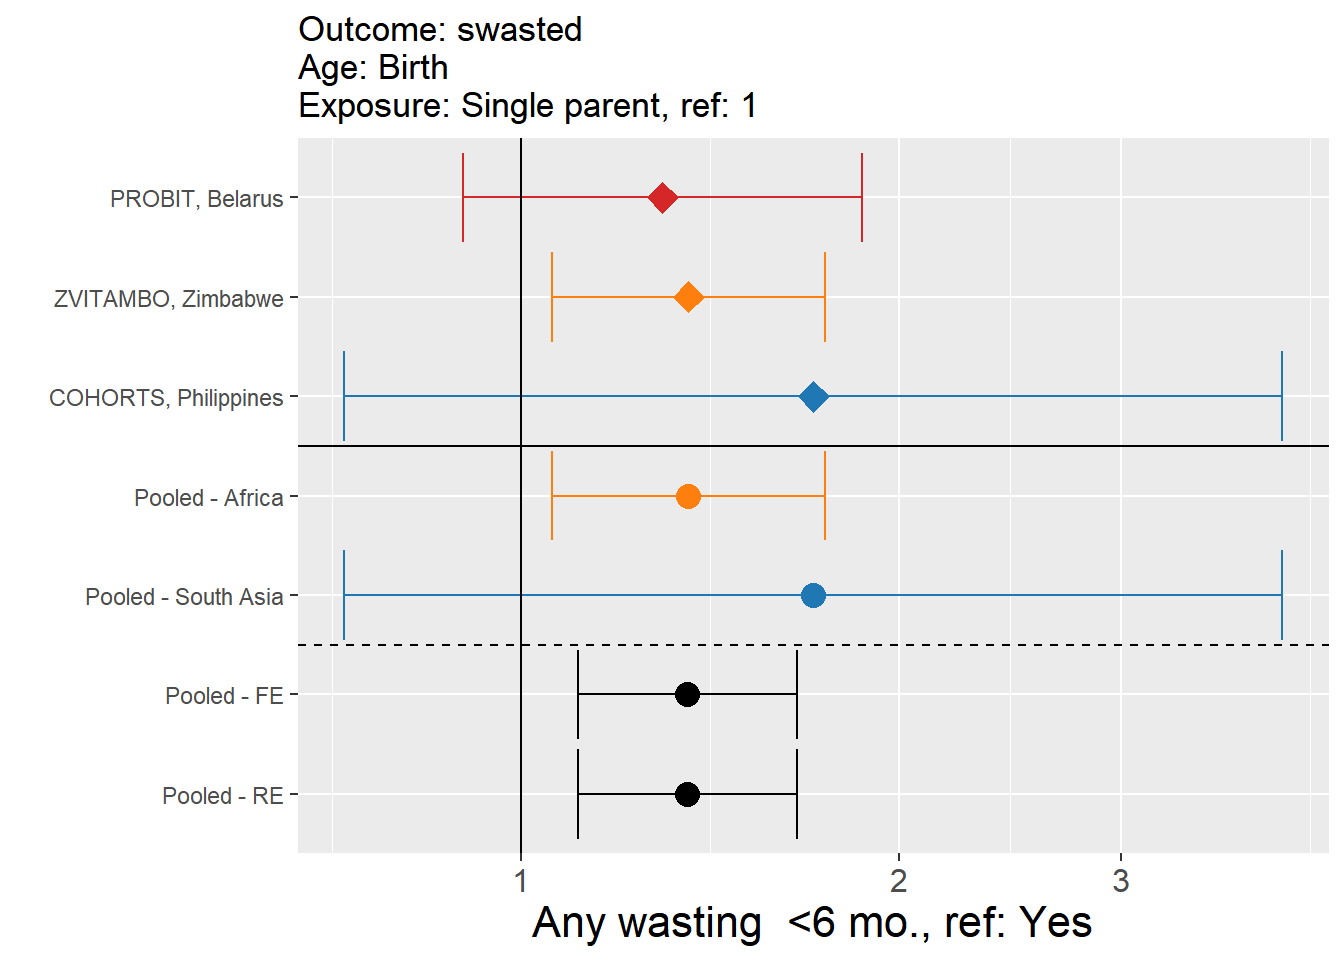 Outcome: swasted
Age: Birth
Exposure: Single parent, ref: 1
PROBIT, Belarus
ZVITAMBO, Zimbabwe
COHORTS, Philippines
Pooled - Africa
Pooled - South Asia
Pooled - FE
Pooled - RE
1 2 3
Any wasting  <6 mo., ref: Yes